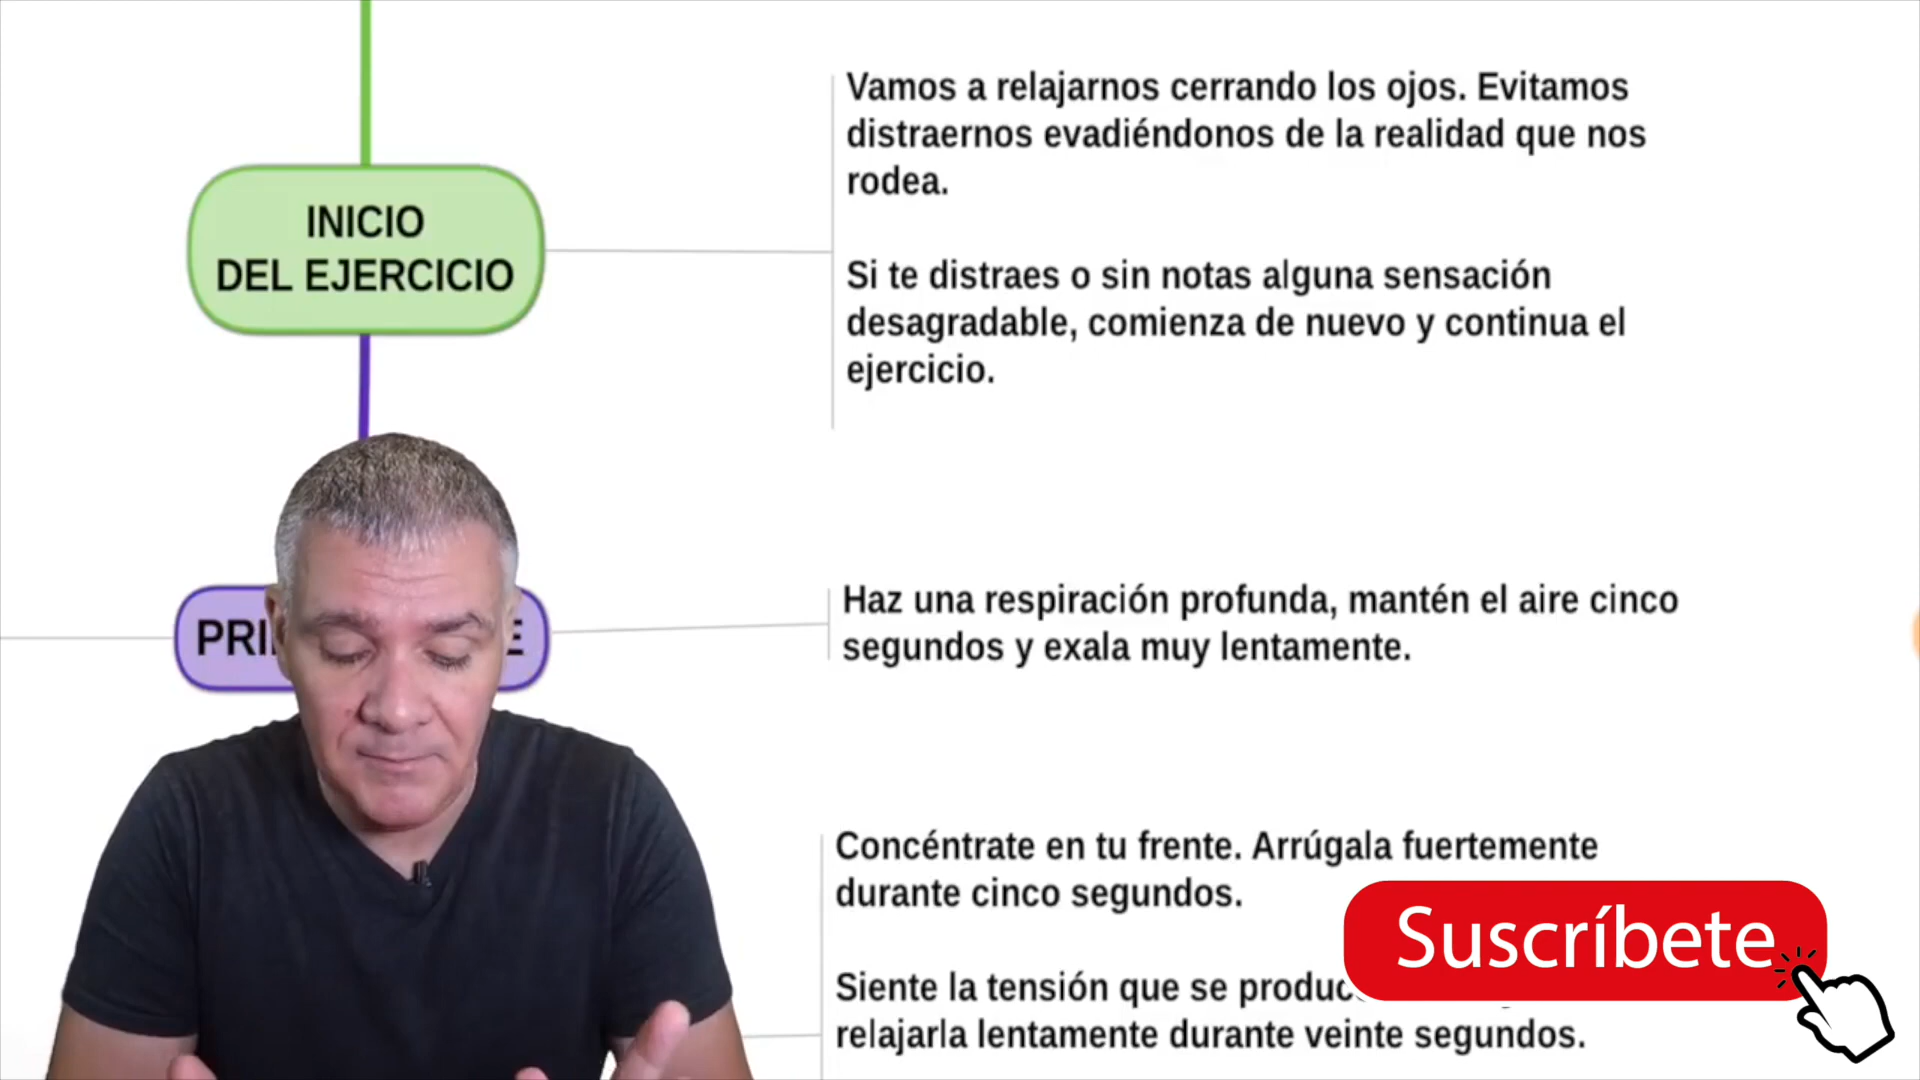 INICIO
DEL EJERCICIO
Vamos a relajarnos cerrando los ojos. Evitamos
distraernos evadiéndonos de la realidad que nos
rodea.
Si te distraes o sin notas alguna sensación
desagradable, comienza de nuevo y continua el
ejercicio.
Haz una respiración profunda, mantén el aire cinco
segundos y exala muy lentamente.
Concéntrate en tu frente. Arrúgala fuertemente
durante cinco segundos.
Siente la tensión que se
relajarla lentamente durante veinte segundos.
Suscríbete